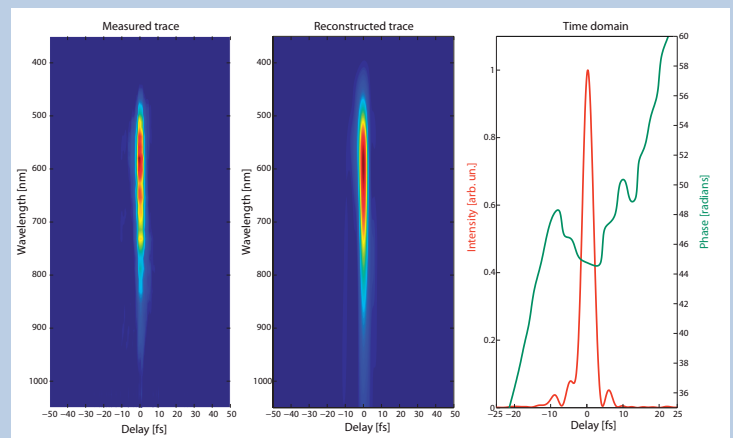 Measured trace
Reconstructed trace
Time domain
Wavelength [nm]
400
500
600
700
800
900
1000
−50 −40 −30 −20 −10 0 10 20 30 40 50
Delay [fs]
Wavelength [nm]
400
500
600
700
800
900
1000
−50 −40 −30 −20 −10 0 10 20 30 40 50
Delay [fs]
Intensity [arb. un.]
1
0.8
0.6
0.4
0.2
0
−25 −20 −10 0 10 20 25
Delay [fs]
Phase [radians]
60
58
56
54
52
50
48
46
44
42
40
38
36